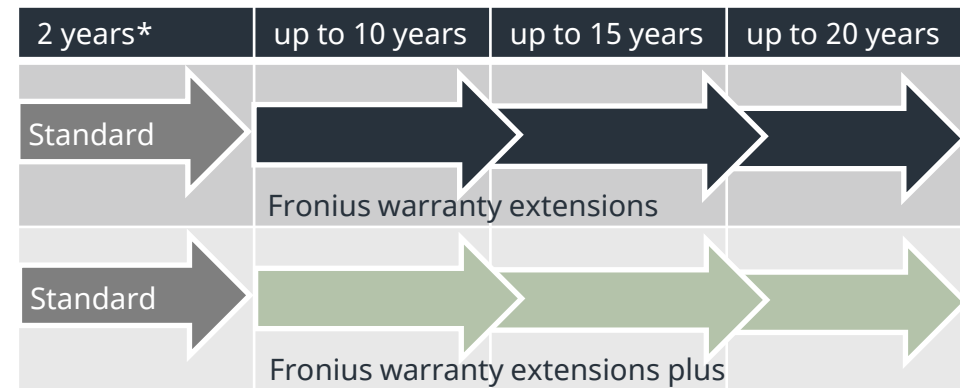 2 years* up to 10 years up to 15 years up to 20 years
Standard
Fronius warranty extensions
Standard
Fronius warranty extensions plus